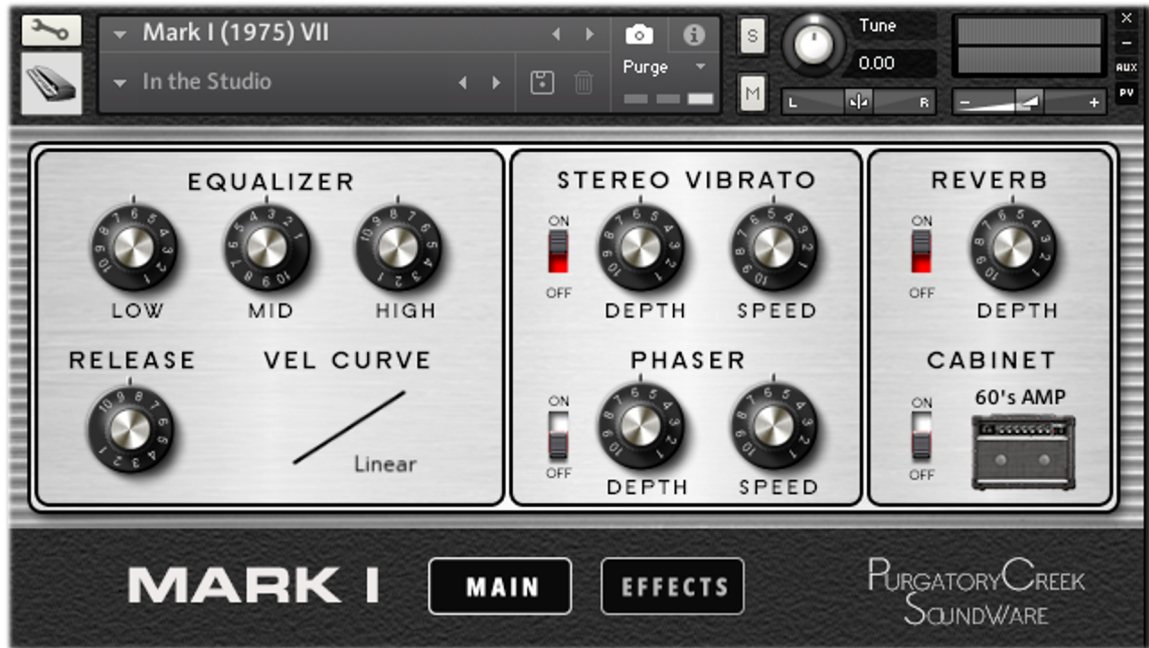 Mark I (1975) VII
In the Studio
Purge
S
M
Tune
0.00
L R
- +
x
-
AUX
PV
EQUALIZER
LOW MID HIGH
RELEASE VEL CURVE
Linear
STEREO VIBRATO
ON
OFF
DEPTH SPEED
PHASER
ON
OFF
DEPTH SPEED
REVERB
ON
OFF
DEPTH
CABINET
60's AMP
ON
OFF
MARK I
MAIN
EFFECTS
PURGATORY CREEK
SOUNDWARE